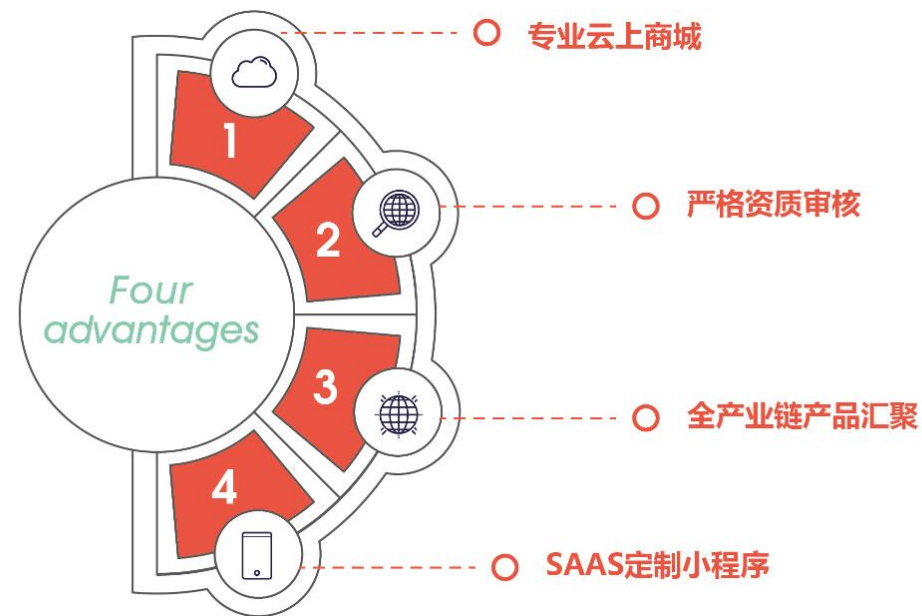 专业云上商城
1
严格资质审核
2
Four
advantages
3
全产业链产品汇聚
4
SAAS定制小程序